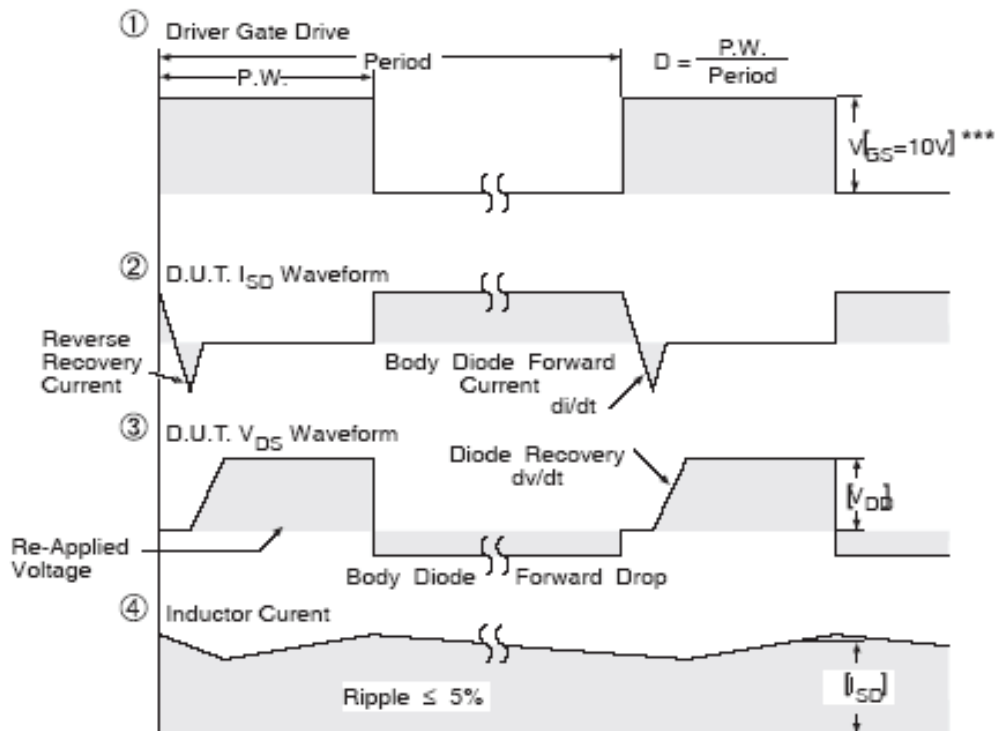 ① Driver Gate Drive
Period
P.W.
D = P.W.
Period
V[GS=10V] ***
② D.U.T. ISD Waveform
Reverse
Recovery
Current
Body Diode Forward
Current
di/dt
③ D.U.T. VDS Waveform
Diode Recovery
dv/dt
[VDD]
Re-Applied
Voltage
Body Diode Forward Drop
④ Inductor Curent
Ripple ≤ 5%
[ISD]